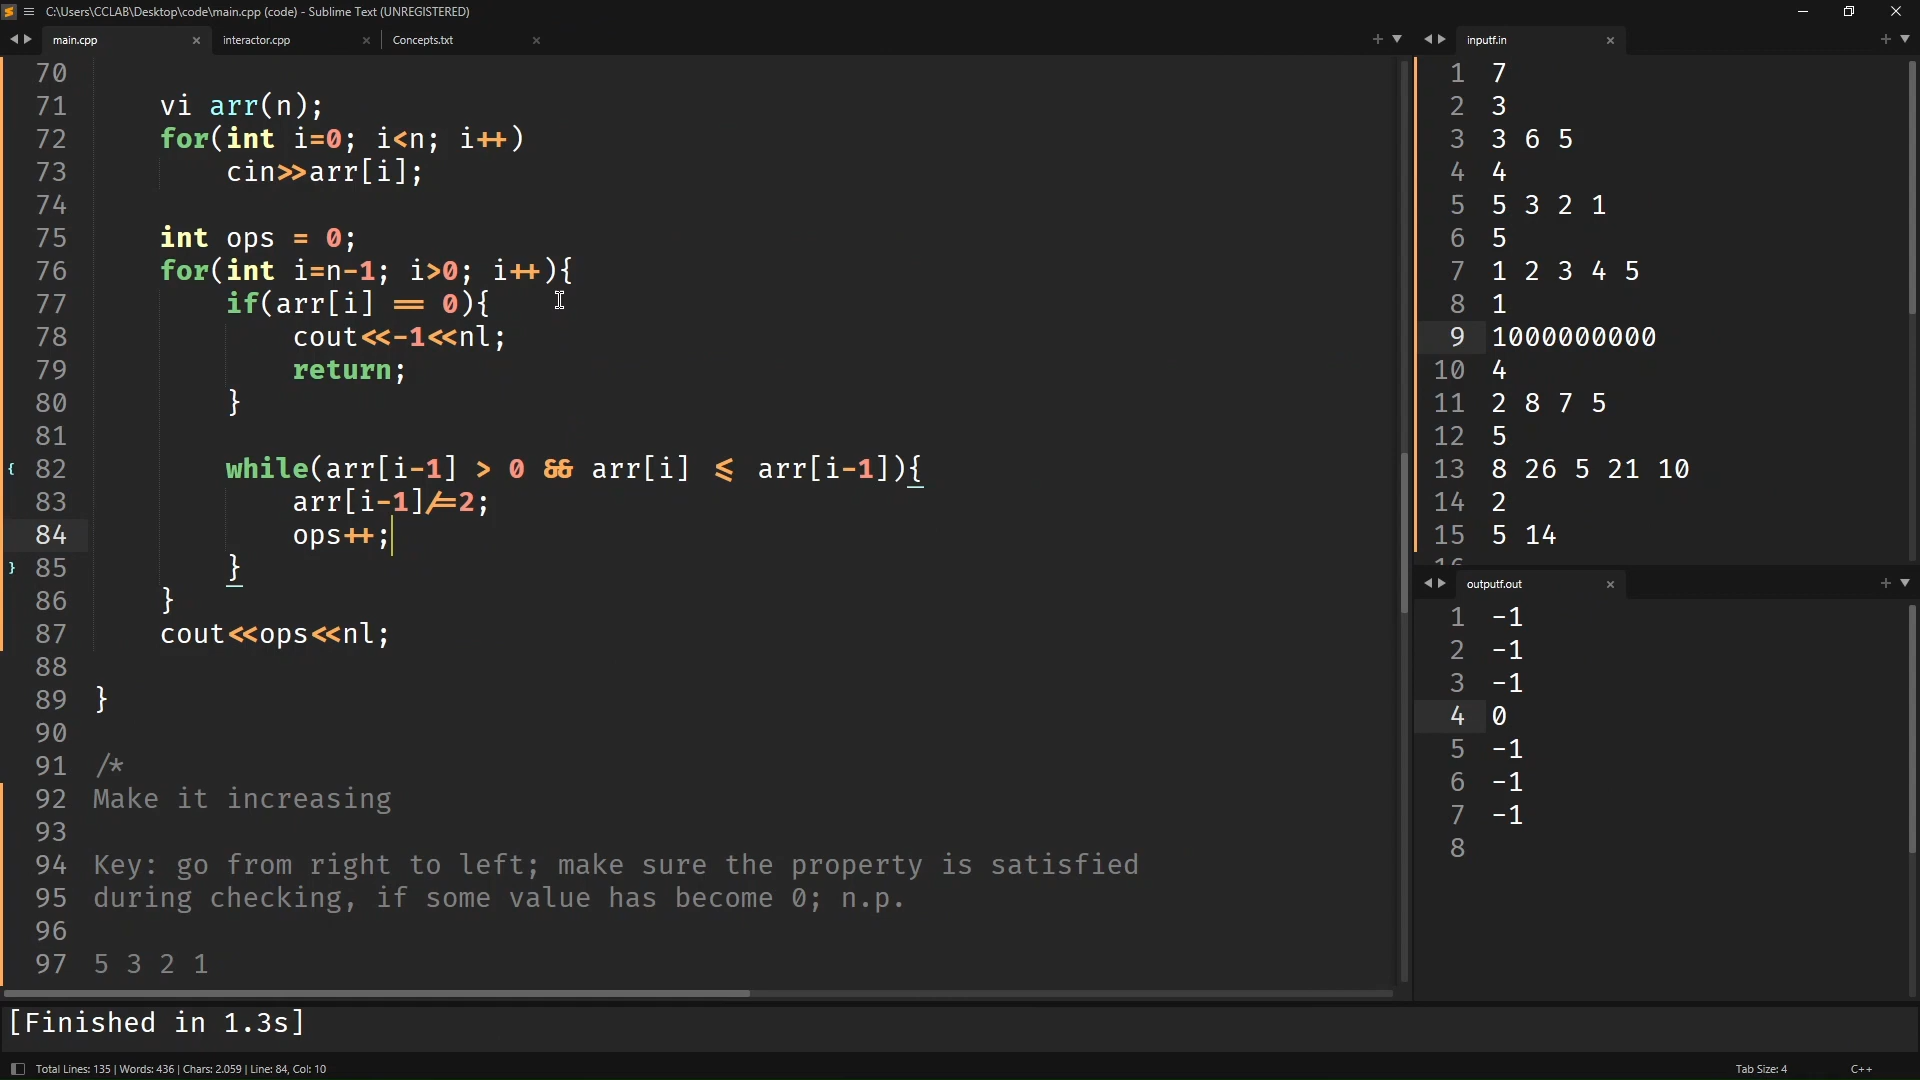 C:\Users\CCLAB\Desktop\code\main.cpp (code) - Sublime Text (UNREGISTERED)
main.cpp
interactor.cpp
Concepts.txt
70
71 vi arr(n);
72 for(int i=0; i<n; i++)
73 cin>>arr[i];
74
75 int ops = 0;
76 for(int i=n-1; i>0; i++){
77 if(arr[i] == 0){
78 cout<<-1<<nl;
79 return;
80 }
81
82 while(arr[i-1] > 0 && arr[i] <= arr[i-1]){
83 arr[i-1]/=2;
84 ops++;
85 }
86 }
87 cout<<ops<<nl;
88
89 }
90
91 /*
92 Make it increasing
93
94 Key: go from right to left; make sure the property is satisfied
95 during checking, if some value has become 0; n.p.
96
97 5 3 2 1
inputf.in
1 7
2 3
3 3 6 5
4 4
5 5 3 2 1
6 5
7 1 2 3 4 5
8 1
9 1000000000
10 4
11 2 8 7 5
12 5
13 8 26 5 21 10
14 2
15 5 14
16
outputf.out
1 -1
2 -1
3 -1
4 0
5 -1
6 -1
7 -1
8
[Finished in 1.3s]
Total Lines: 135 | Words: 436 | Chars: 2.059 | Line: 84, Col: 10
Tab Size: 4
C++